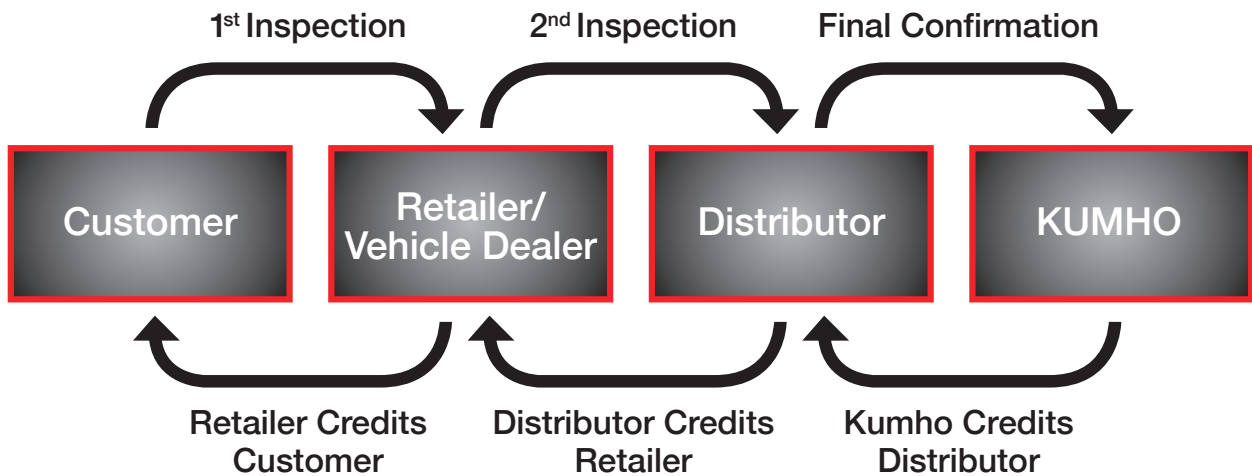 1st Inspection
2nd Inspection
Final Confirmation
Customer
Retailer/
Vehicle Dealer
Distributor
KUMHO
Retailer Credits
Customer
Distributor Credits
Retailer
Kumho Credits
Distributor